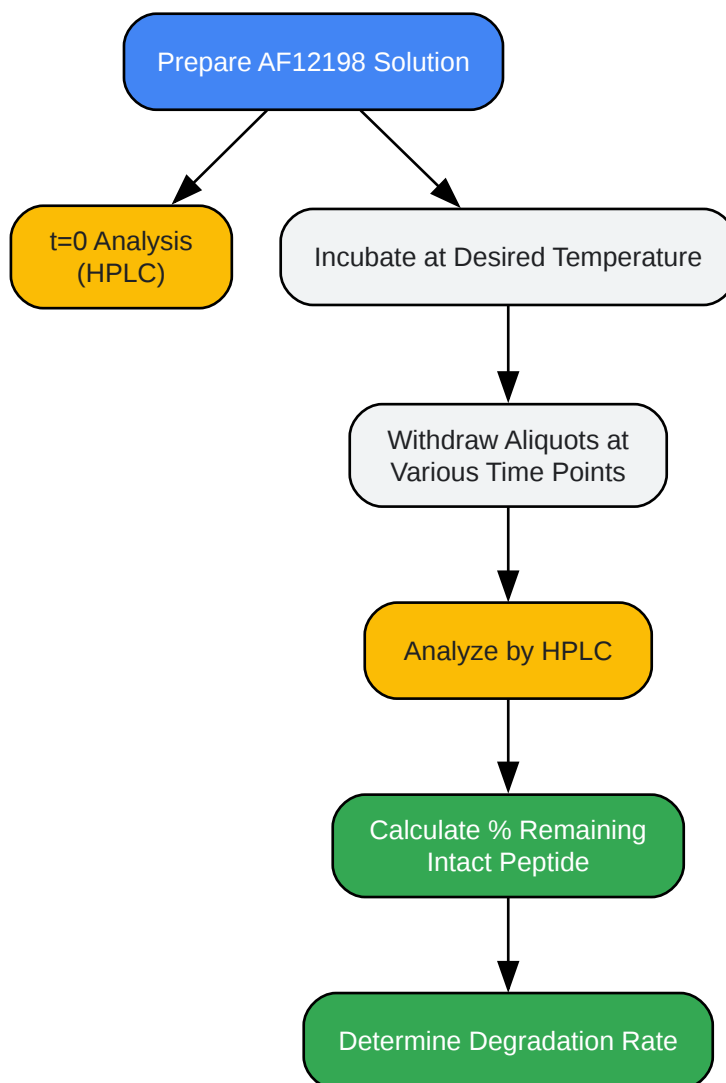 Prepare AF12198 Solution
t=0 Analysis
(HPLC)
Incubate at Desired Temperature
Withdraw Aliquots at
Various Time Points
Analyze by HPLC
Calculate % Remaining
Intact Peptide
Determine Degradation Rate